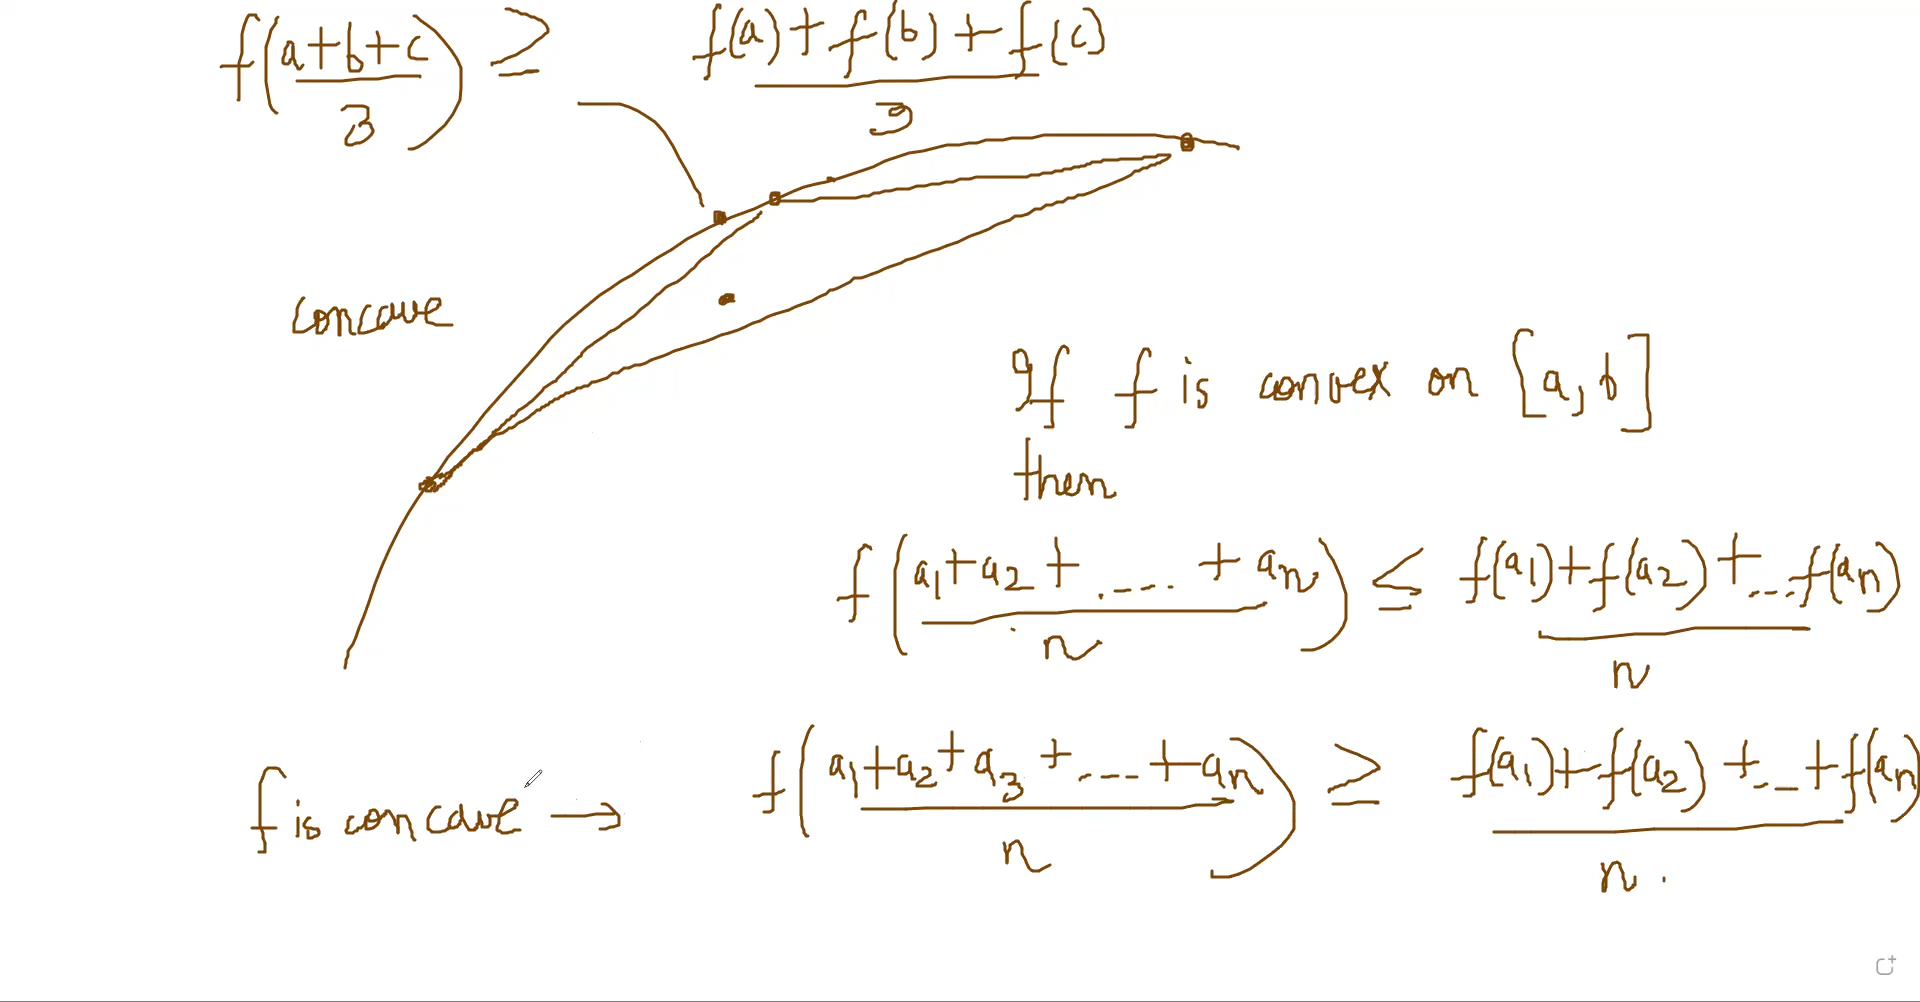 f((a+b+c)/3) ≥ (f(a)+f(b)+f(c))/3
concave
If f is convex on [a, b]
then
f((a₁+a₂+.....+aₙ)/n) ≤ (f(a₁)+f(a₂)+....f(aₙ))/n
f is concave → f((a₁+a₂+a₃+....+aₙ)/n) ≥ (f(a₁)+f(a₂)+...+f(aₙ))/n.